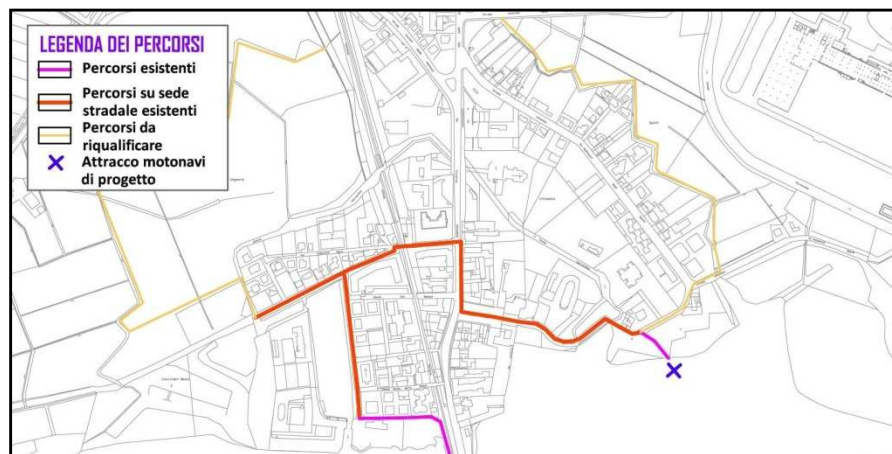 LEGENDA DEI PERCORSI
Percorsi esistenti
Percorsi su sede
stradale esistenti
Percorsi da
riqualificare
Attracco motonavi
di progetto